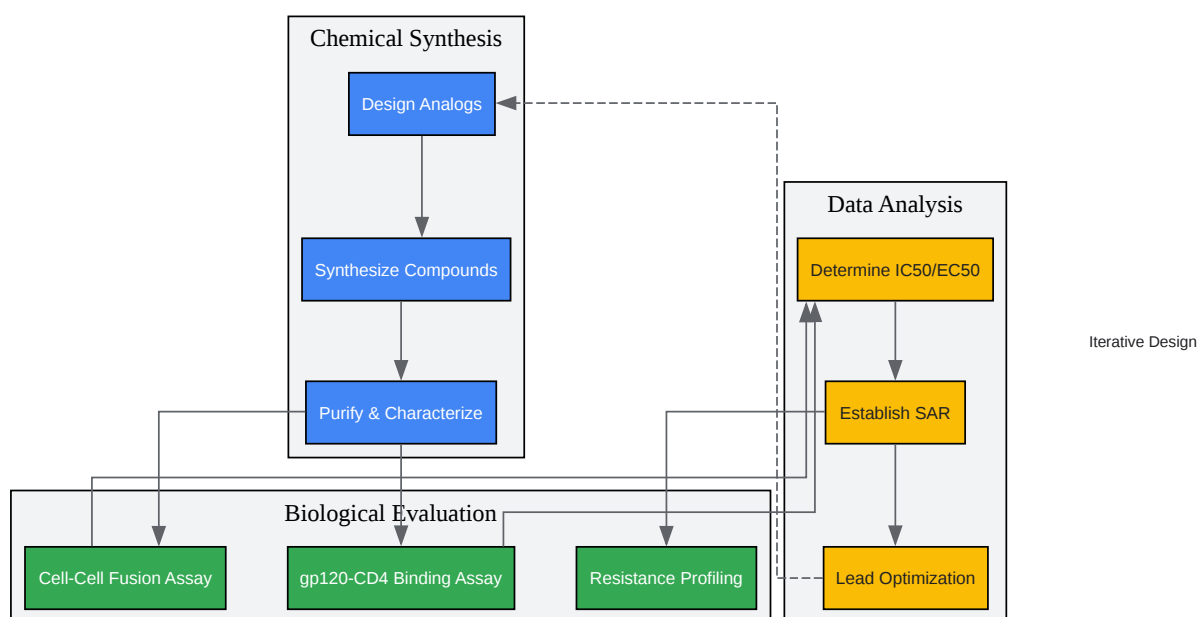 Chemical Synthesis
Design Analogs
Synthesize Compounds
Purify & Characterize
Data Analysis
Determine IC50/EC50
Establish SAR
Lead Optimization
Iterative Design
Biological Evaluation
Cell-Cell Fusion Assay
gp120-CD4 Binding Assay
Resistance Profiling